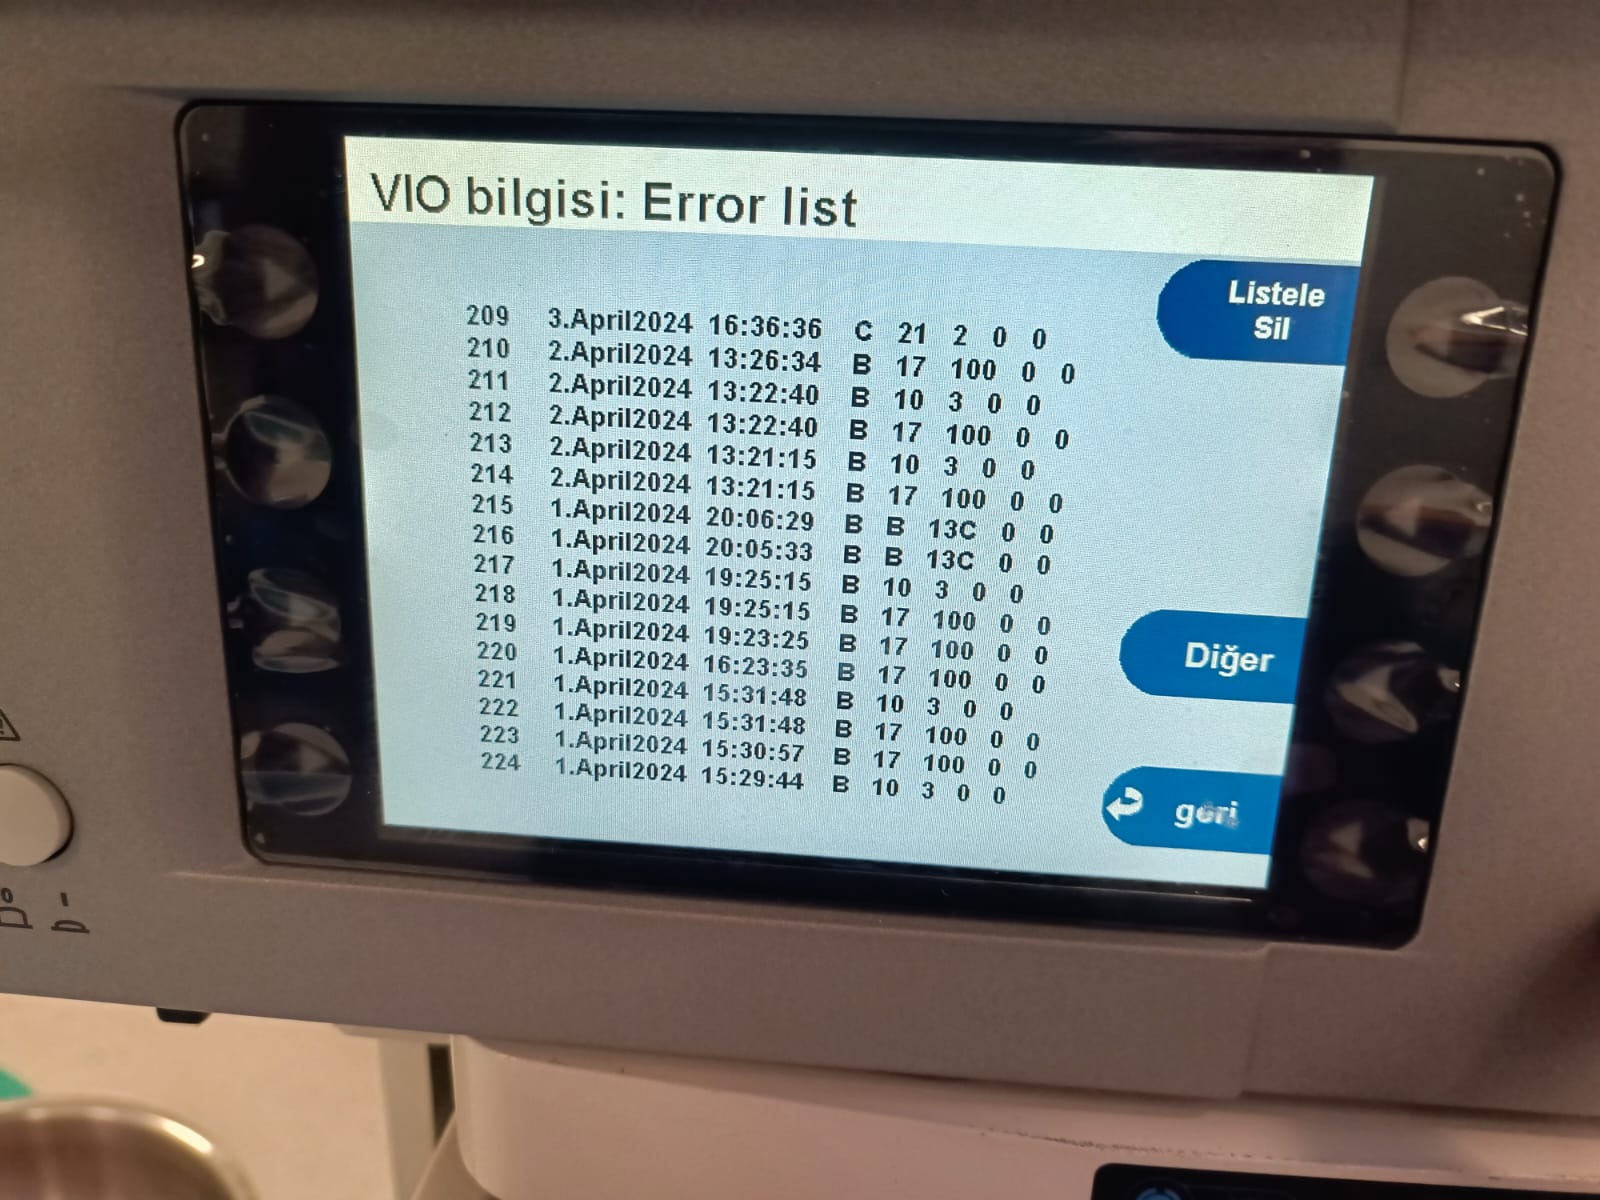 VIO bilgisi: Error list
Listele
Sil
209 3.April2024 16:36:36 C 21 2 0 0
210 2.April2024 13:26:34 B 17 100 0 0
211 2.April2024 13:22:40 B 10 3 0 0
212 2.April2024 13:22:40 B 17 100 0 0
213 2.April2024 13:21:15 B 10 3 0 0
214 2.April2024 13:21:15 B 17 100 0 0
215 1.April2024 20:06:29 B B 13C 0 0
216 1.April2024 20:05:33 B B 13C 0 0
217 1.April2024 19:25:15 B 10 3 0 0
218 1.April2024 19:25:15 B 17 100 0 0
219 1.April2024 19:23:25 B 17 100 0 0
220 1.April2024 16:23:35 B 17 100 0 0
221 1.April2024 15:31:48 B 10 3 0 0
222 1.April2024 15:31:48 B 17 100 0 0
223 1.April2024 15:30:57 B 17 100 0 0
224 1.April2024 15:29:44 B 10 3 0 0
Diğer
geri